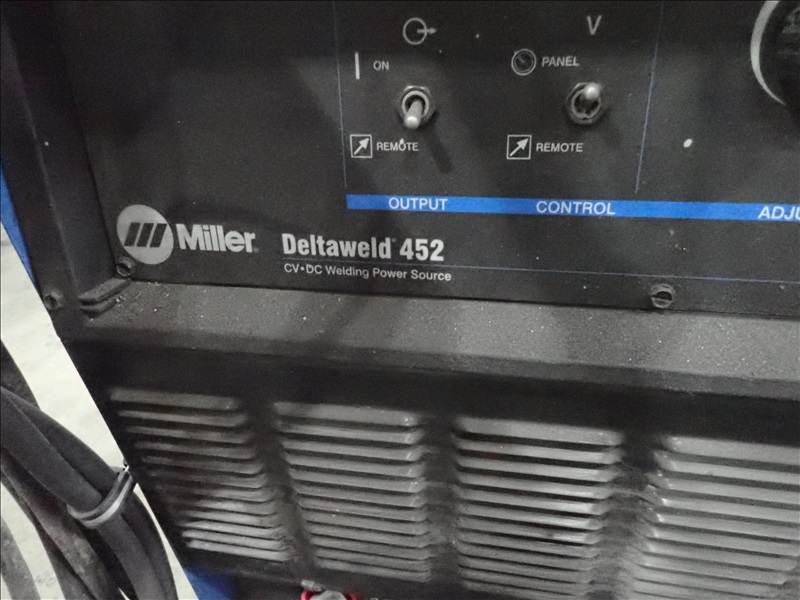 V
ON
PANEL
REMOTE
REMOTE
OUTPUT
CONTROL
ADJU
Miller
Deltaweld® 452
CV•DC Welding Power Source